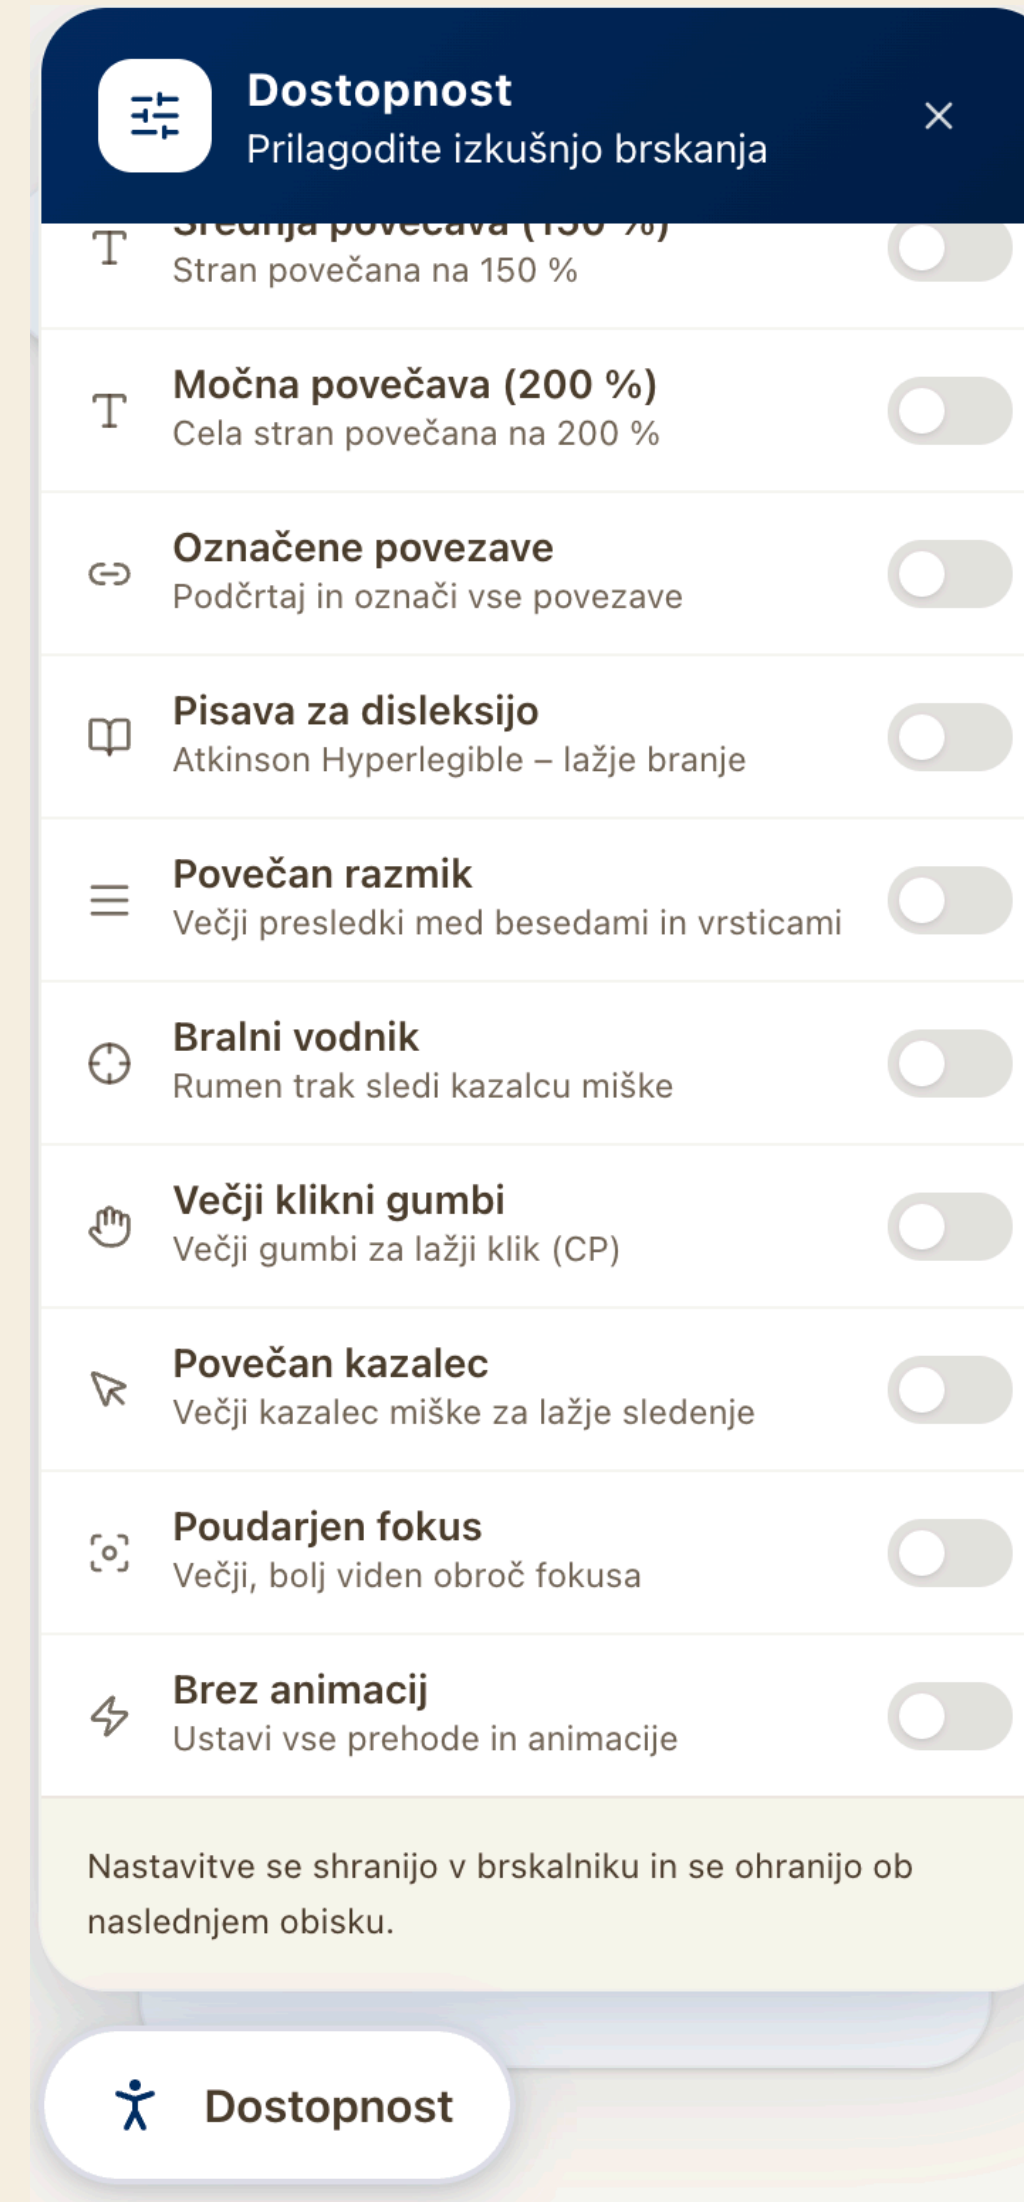 Dostopnost
Prilagodite izkušnjo brskanja
Srednja povečava (150 %)
Stran povečana na 150 %
Močna povečava (200 %)
Cela stran povečana na 200 %
Označene povezave
Podčrtaj in označi vse povezave
Pisava za disleksijo
Atkinson Hyperlegible – lažje branje
Povečan razmik
Večji presledki med besedami in vrsticami
Bralni vodnik
Rumen trak sledi kazalcu miške
Večji klikni gumbi
Večji gumbi za lažji klik (CP)
Povečan kazalec
Večji kazalec miške za lažje sledenje
Poudarjen fokus
Večji, bolj viden obroč fokusa
Brez animacij
Ustavi vse prehode in animacije
Nastavitve se shranijo v brskalniku in se ohranijo ob
naslednjem obisku.
Dostopnost